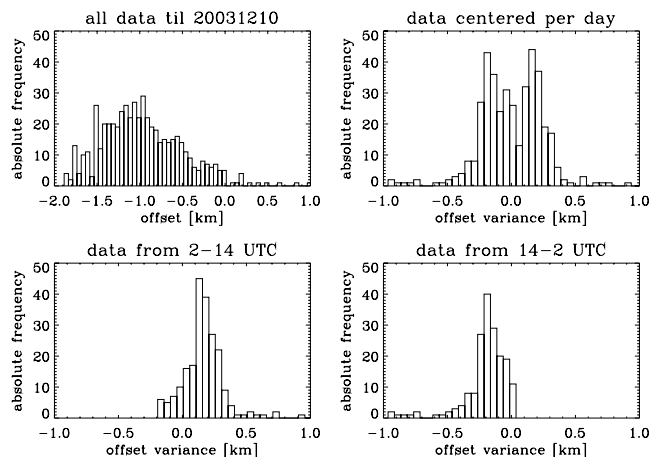 all data til 20031210
absolute frequency
50
40
30
20
10
0
-2.0 -1.5 -1.0 -0.5 0.0 0.5 1.0
offset [km]
data centered per day
absolute frequency
50
40
30
20
10
0
-1.0 -0.5 0.0 0.5 1.0
offset variance [km]
data from 2-14 UTC
absolute frequency
50
40
30
20
10
0
-1.0 -0.5 0.0 0.5 1.0
offset variance [km]
data from 14-2 UTC
absolute frequency
50
40
30
20
10
0
-1.0 -0.5 0.0 0.5 1.0
offset variance [km]